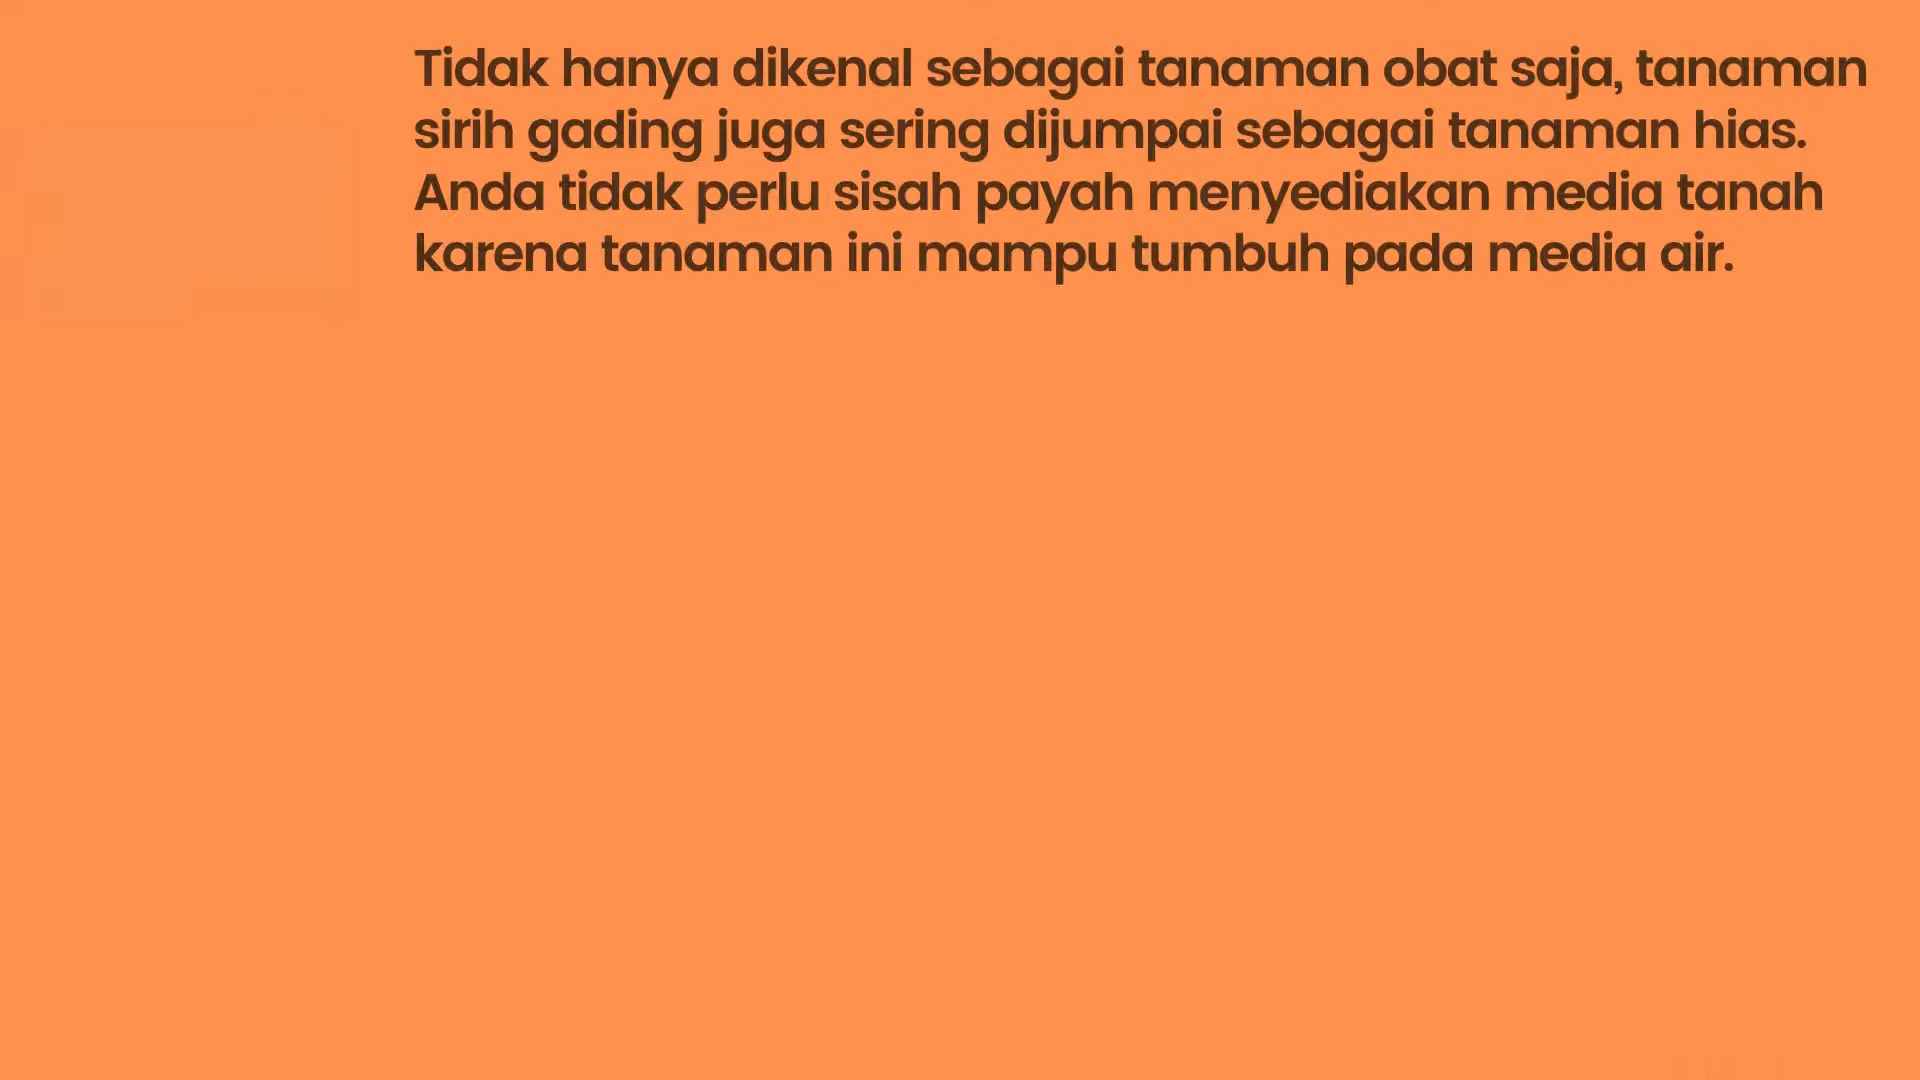 Tidak hanya dikenal sebagai tanaman obat saja, tanaman
sirih gading juga sering dijumpai sebagai tanaman hias.
Anda tidak perlu sisah payah menyediakan media tanah
karena tanaman ini mampu tumbuh pada media air.